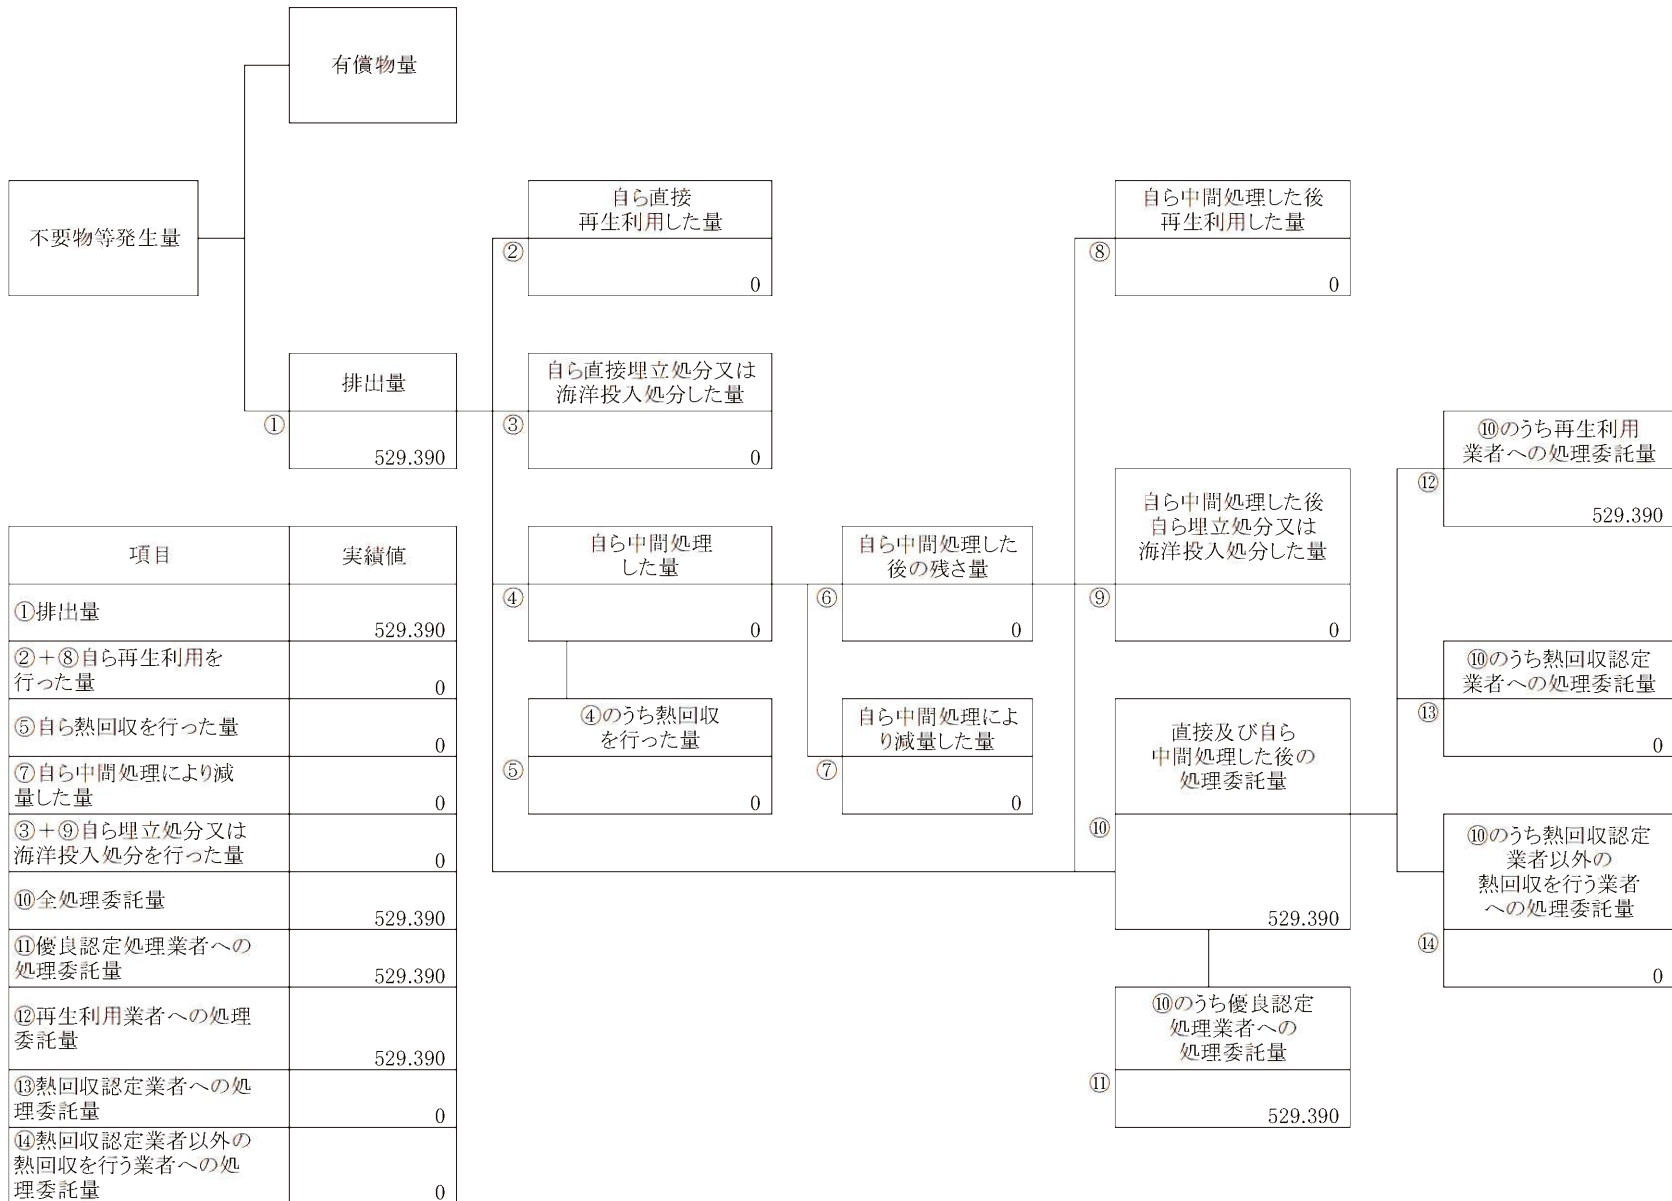 有償物量
不要物等発生量
排出量
①
529.390
自ら直接
再生利用した量
②
0
自ら直接埋立処分又は
海洋投入処分した量
③
0
自ら中間処理
した量
④
0
④のうち熱回収
を行った量
⑤
0
自ら中間処理した
後の残さ量
⑥
0
自ら中間処理によ
り減量した量
⑦
0
自ら中間処理した後
再生利用した量
⑧
0
自ら中間処理した後
自ら埋立処分又は
海洋投入処分した量
⑨
0
直接及び自ら
中間処理した後の
処理委託量
⑩
529.390
⑩のうち優良認定
処理業者への
処理委託量
⑪
529.390
⑩のうち再生利用
業者への処理委託量
⑫
529.390
⑩のうち熱回収認定
業者への処理委託量
⑬
0
⑩のうち熱回収認定
業者以外の
熱回収を行う業者
への処理委託量
⑭
0
項目 実績値
①排出量
529.390
②+⑧自ら再生利用を
行った量
0
⑤自ら熱回収を行った量
0
⑦自ら中間処理により減
量した量
0
③+⑨自ら埋立処分又は
海洋投入処分を行った量
0
⑩全処理委託量
529.390
⑪優良認定処理業者への
処理委託量
529.390
⑫再生利用業者への処理
委託量
529.390
⑬熱回収認定業者への処
理委託量
0
⑭熱回収認定業者以外の
熱回収を行う業者への処
理委託量
0